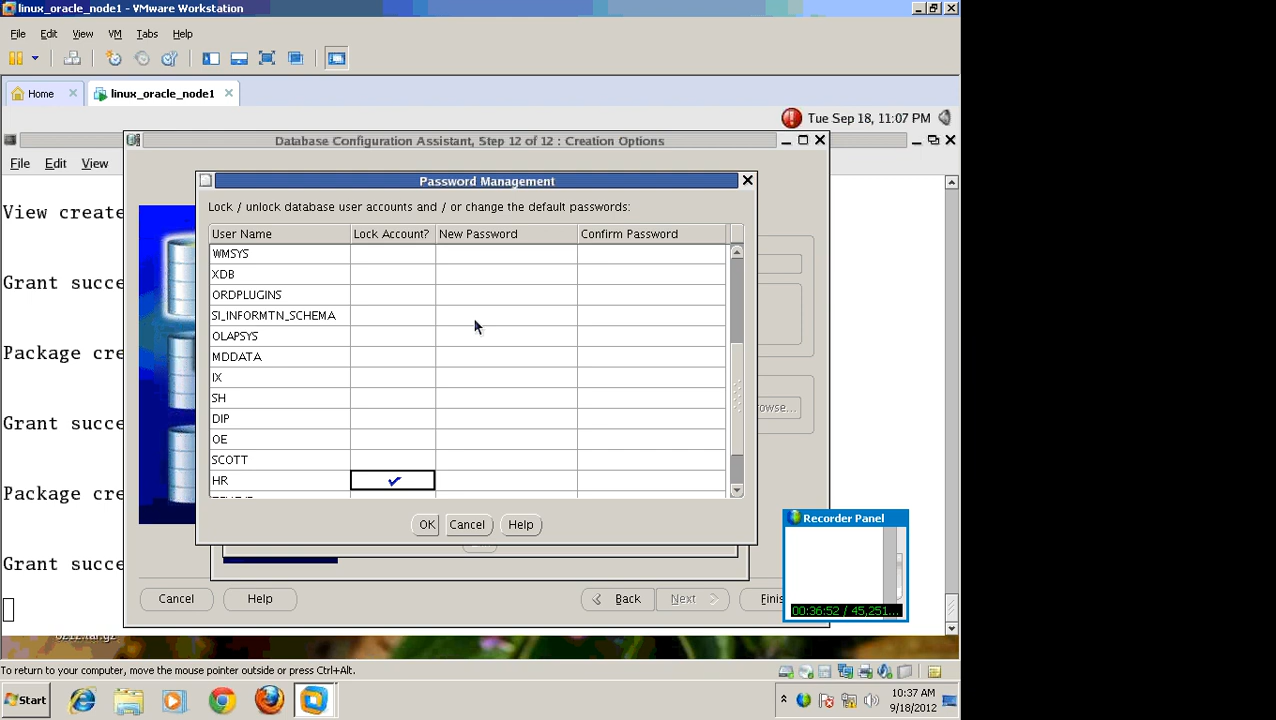 linux_oracle_node1 - VMware Workstation
File Edit View VM Tabs Help
Home linux_oracle_node1
Tue Sep 18, 11:07 PM
Database Configuration Assistant, Step 12 of 12 : Creation Options
File Edit View
Password Management
Lock / unlock database user accounts and / or change the default passwords:
User Name Lock Account? New Password Confirm Password
WMSYS
XDB
ORDPLUGINS
SI_INFORMTN_SCHEMA
OLAPSYS
MDDATA
IX
SH
DIP
OE
SCOTT
HR
OK Cancel Help
View create
Grant succe
Package cre
Grant succe
Package cre
Grant succe
owse...
Recorder Panel
00:36:52 / 45,251...
Cancel Help Back Next Finis
To return to your computer, move the mouse pointer outside or press Ctrl+Alt.
Start
10:37 AM
9/18/2012